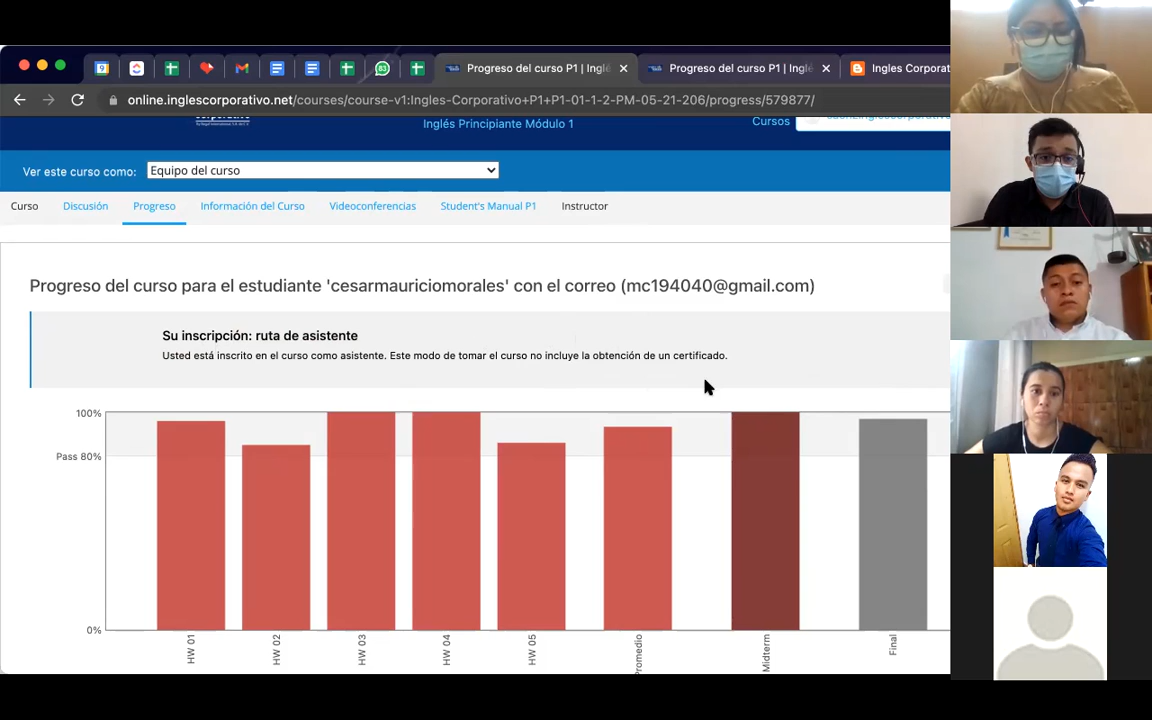 83
Progreso del curso P1 | Inglé
Progreso del curso P1 | Inglé
Ingles Corporat
online.inglescorporativo.net/courses/course-v1:Ingles-Corporativo+P1+P1-01-1-2-PM-05-21-206/progress/579877/
Inglés Principiante Módulo 1
Cursos
Ver este curso como:
Equipo del curso
Curso
Discusión
Progreso
Información del Curso
Videoconferencias
Student's Manual P1
Instructor
Progreso del curso para el estudiante 'cesarmauriciomorales' con el correo (mc194040@gmail.com)
Su inscripción: ruta de asistente
Usted está inscrito en el curso como asistente. Este modo de tomar el curso no incluye la obtención de un certificado.
100%
Pass 80%
0%
HW 01
HW 02
HW 03
HW 04
HW 05
Promedio
Midterm
Final